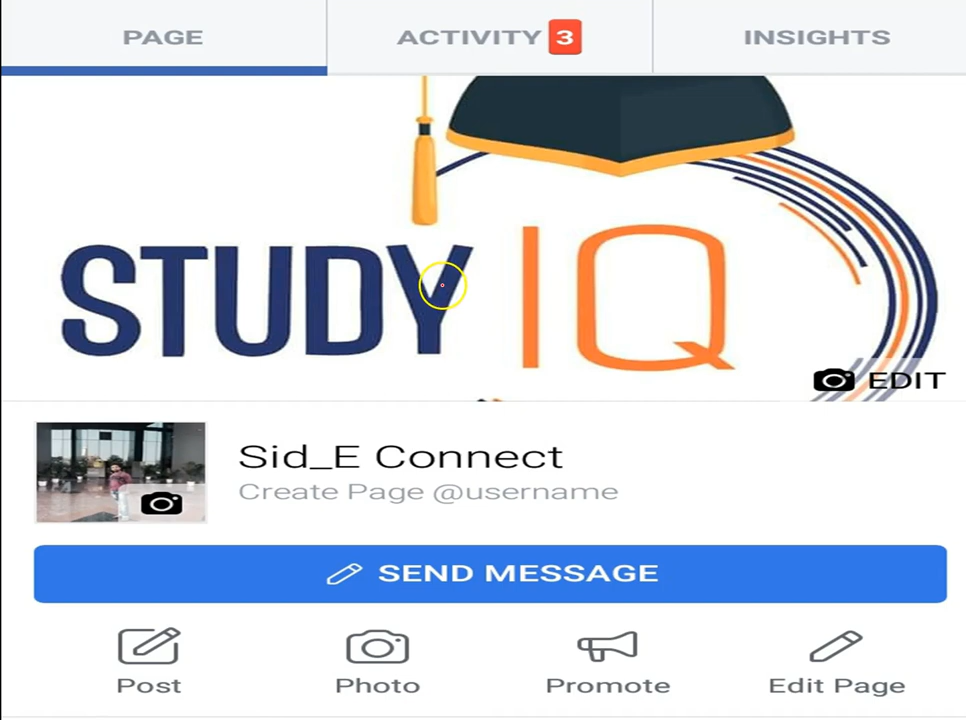 PAGE
ACTIVITY 3
INSIGHTS
STUDY IQ
EDIT
Sid_E Connect
Create Page @username
SEND MESSAGE
Post
Photo
Promote
Edit Page